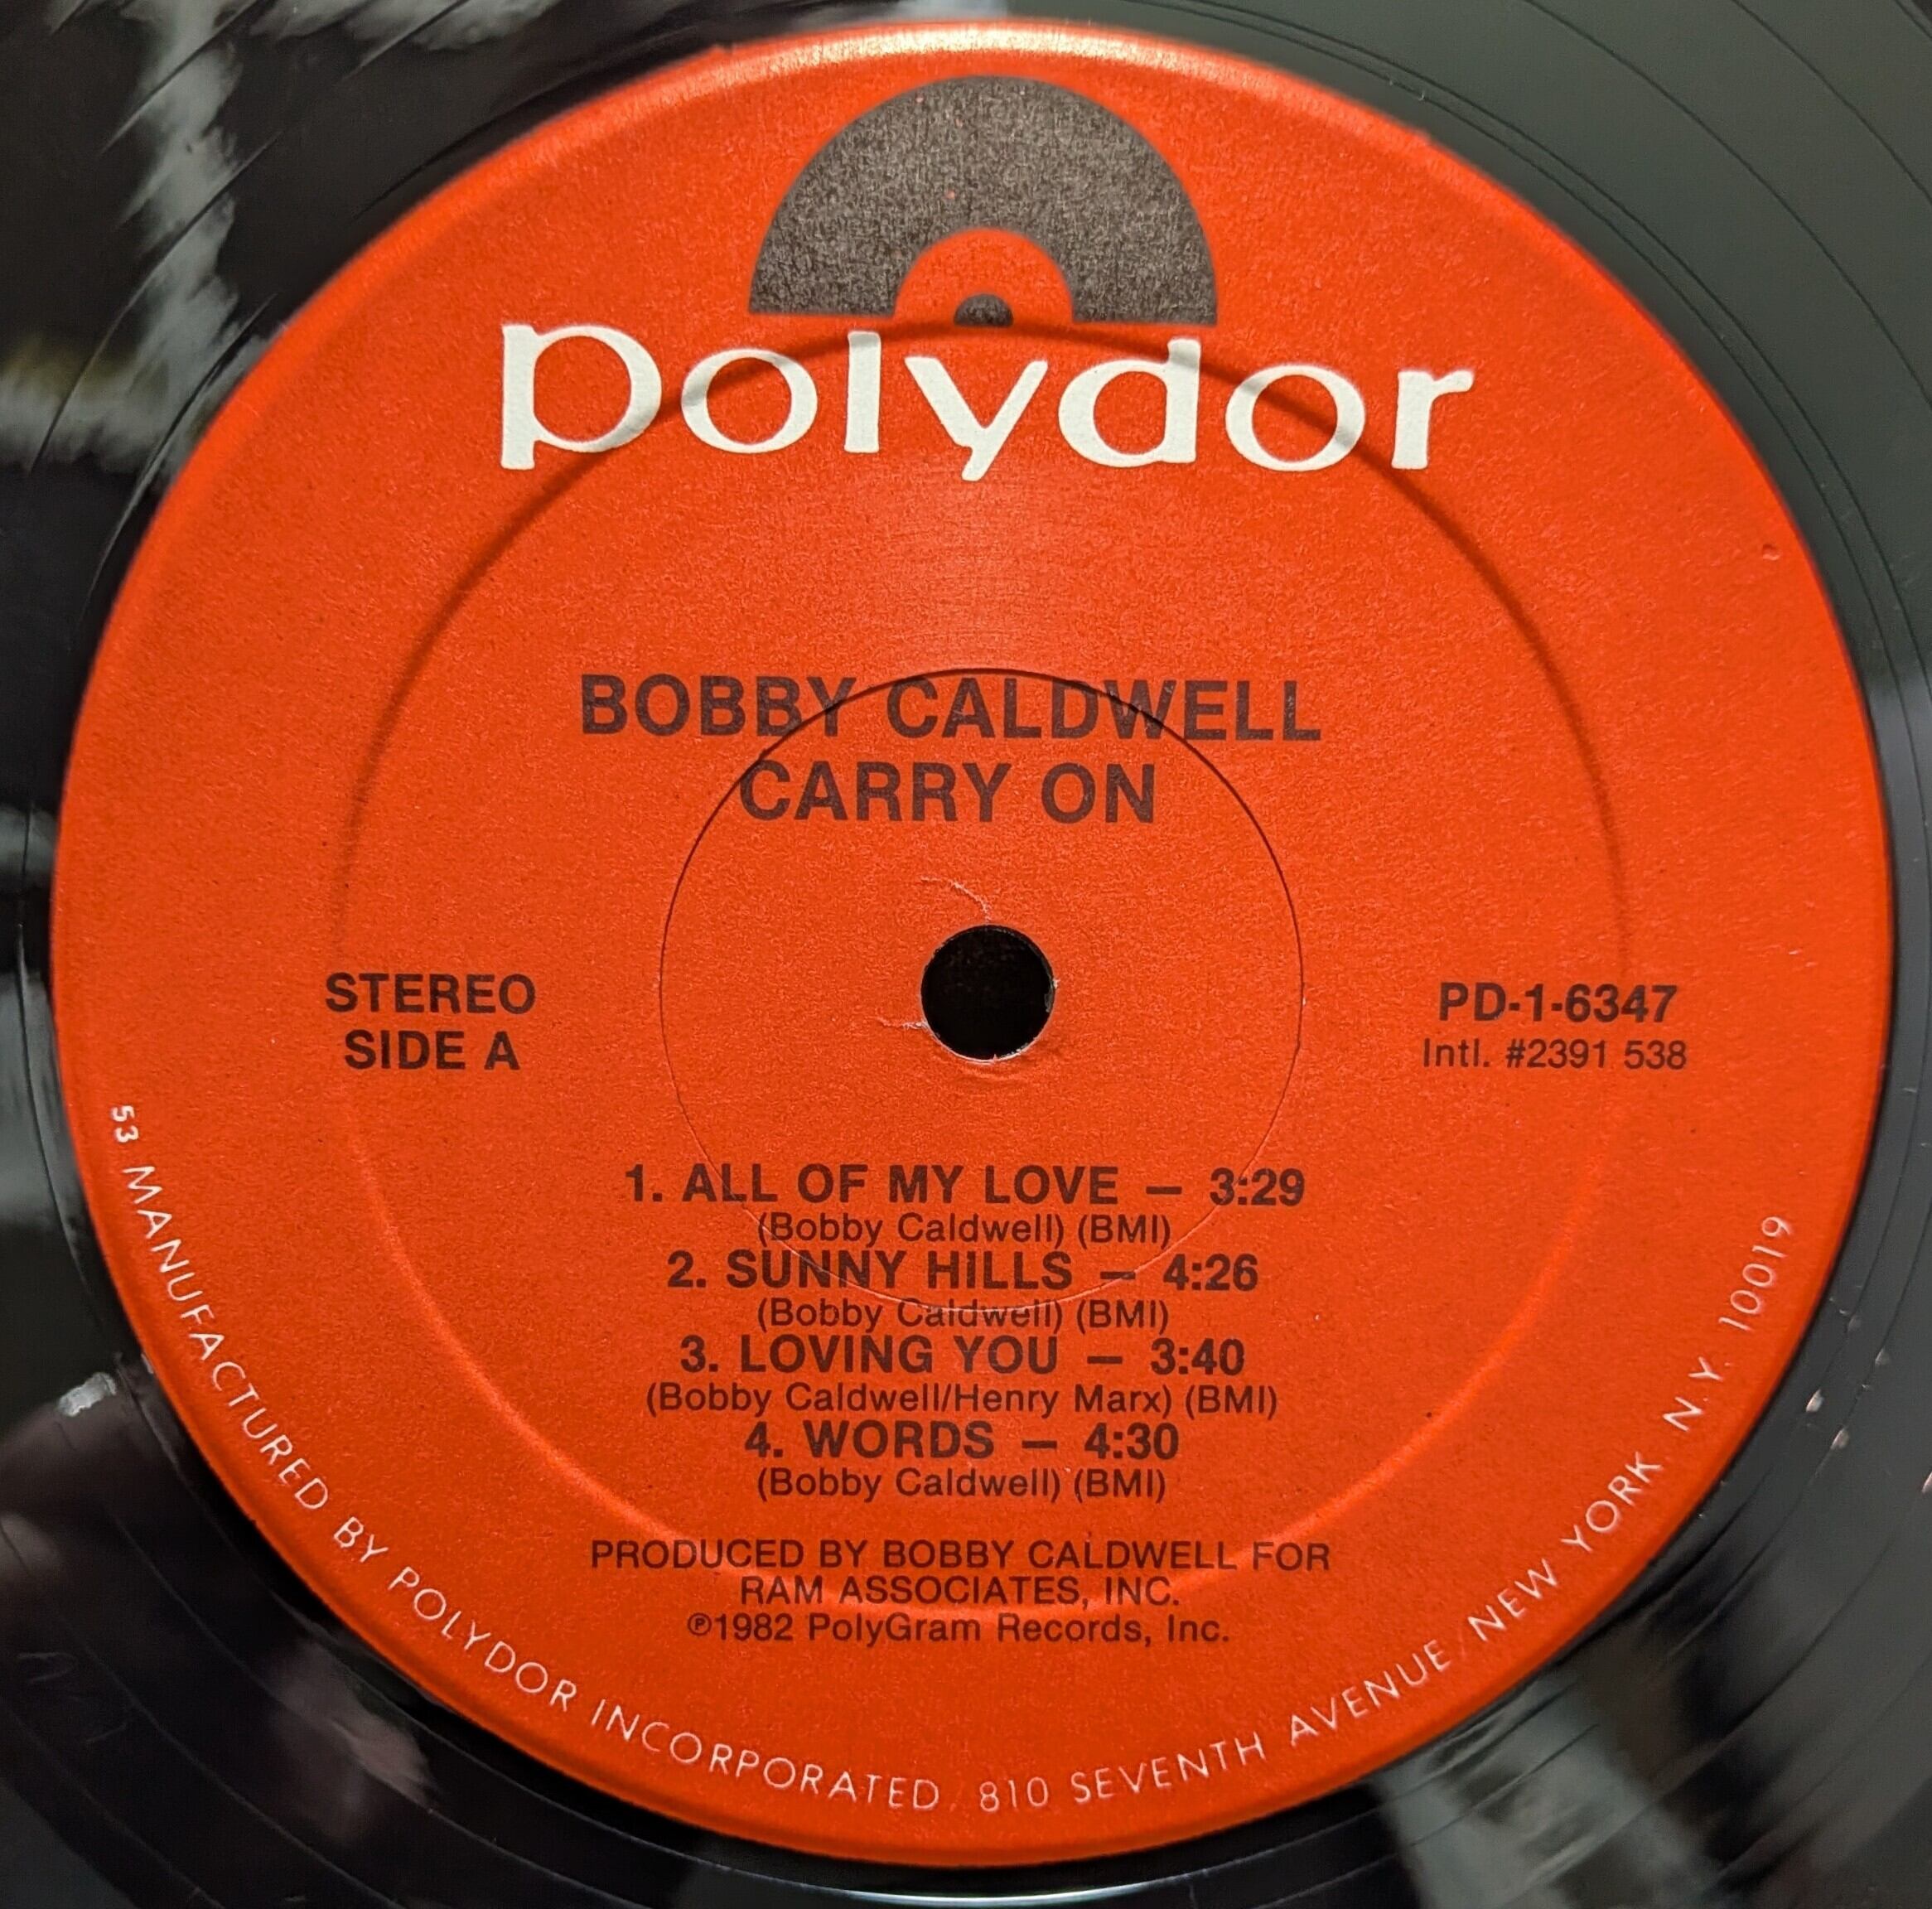 polydor
BOBBY CALDWELL
CARRY ON
STEREO
SIDE A
PD-1-6347
Intl. #2391 538
1. ALL OF MY LOVE — 3:29
(Bobby Caldwell) (BMI)
2. SUNNY HILLS — 4:26
(Bobby Caldwell) (BMI)
3. LOVING YOU — 3:40
(Bobby Caldwell/Henry Marx) (BMI)
4. WORDS — 4:30
(Bobby Caldwell) (BMI)
PRODUCED BY BOBBY CALDWELL FOR
RAM ASSOCIATES, INC.
℗1982 PolyGram Records, Inc.
53 MANUFACTURED BY POLYDOR INCORPORATED, 810 SEVENTH AVENUE, NEW YORK, N.Y. 10019